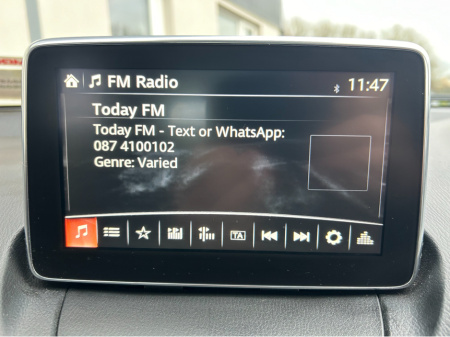 FM Radio 11:47
Today FM
Today FM - Text or WhatsApp:
087 4100102
Genre: Varied
TA